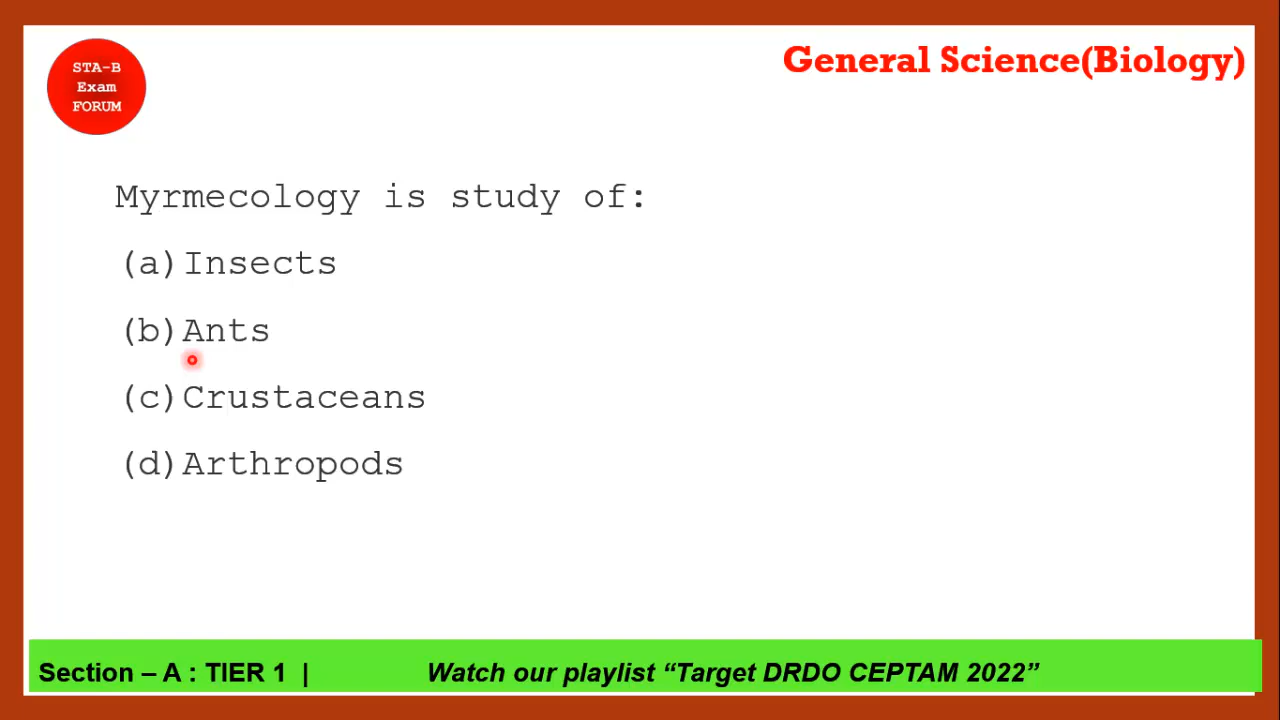 STA-B
Exam
FORUM
General Science(Biology)
Myrmecology is study of:
(a)Insects
(b)Ants
(c)Crustaceans
(d)Arthropods
Section – A : TIER 1 | Watch our playlist “Target DRDO CEPTAM 2022”